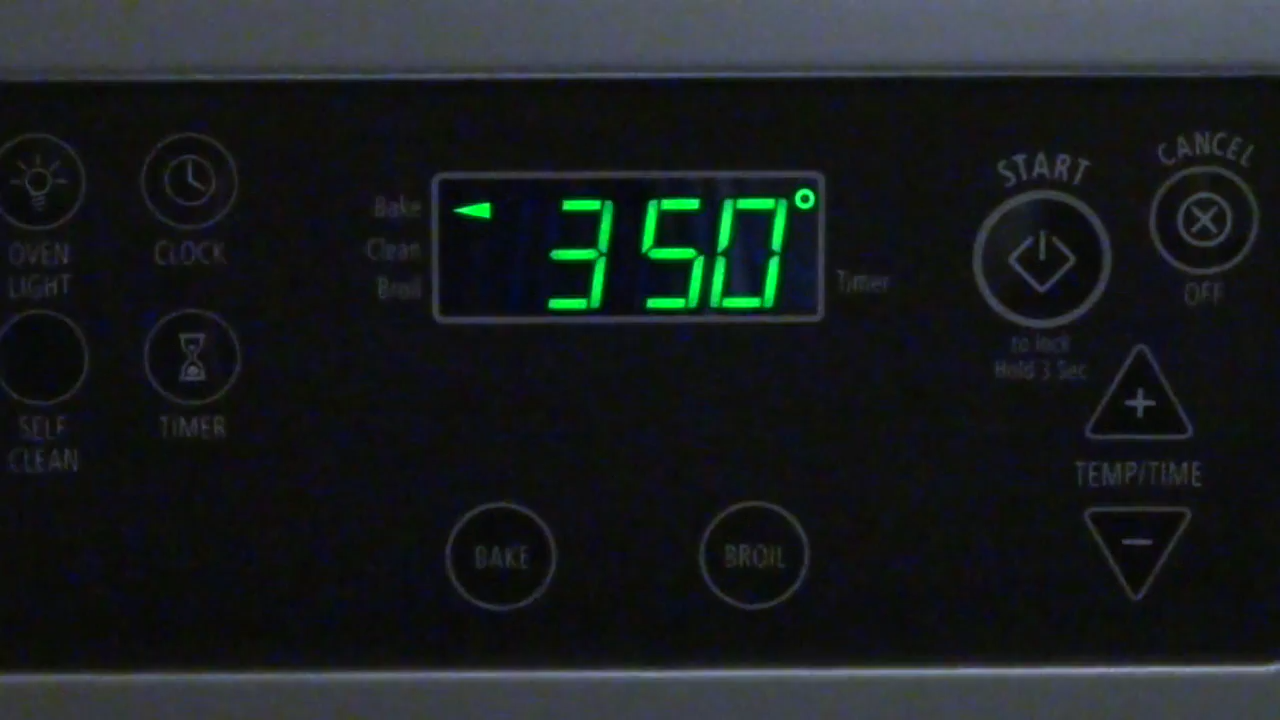 START
CANCEL
Bake
350°
OVEN
LIGHT
CLOCK
Clean
Broil
Timer
OFF
to lock
Hold 3 Sec
SELF
CLEAN
TIMER
+
TEMP/TIME
−
BAKE
BROIL